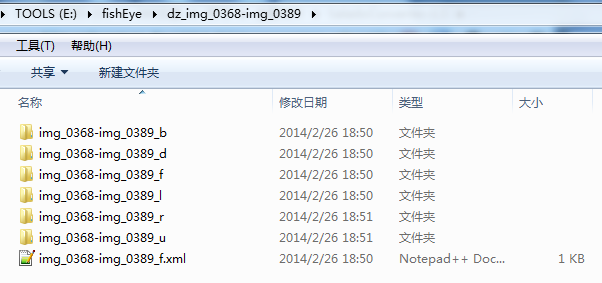 TOOLS (E:) ▸ fishEye ▸ dz_img_0368-img_0389 ▸
工具(T) 帮助(H)
共享 ▼ 新建文件夹
名称 修改日期 类型 大小
img_0368-img_0389_b 2014/2/26 18:50 文件夹
img_0368-img_0389_d 2014/2/26 18:50 文件夹
img_0368-img_0389_f 2014/2/26 18:50 文件夹
img_0368-img_0389_l 2014/2/26 18:50 文件夹
img_0368-img_0389_r 2014/2/26 18:51 文件夹
img_0368-img_0389_u 2014/2/26 18:51 文件夹
img_0368-img_0389_f.xml 2014/2/26 18:50 Notepad++ Doc... 1 KB